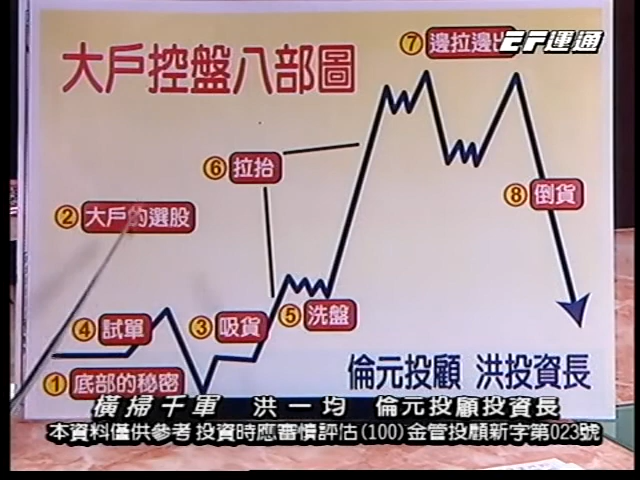 大戶控盤八部圖
⑦ 邊拉邊出
EF運通
⑥ 拉抬
② 大戶的選股
⑧ 倒貨
④ 試單
③ 吸貨
⑤ 洗盤
① 底部的秘密
倫元投顧 洪投資長
橫掃千軍 洪一均 倫元投顧投資長
本資料僅供參考 投資時應審慎評估(100)金管投顧新字第023號